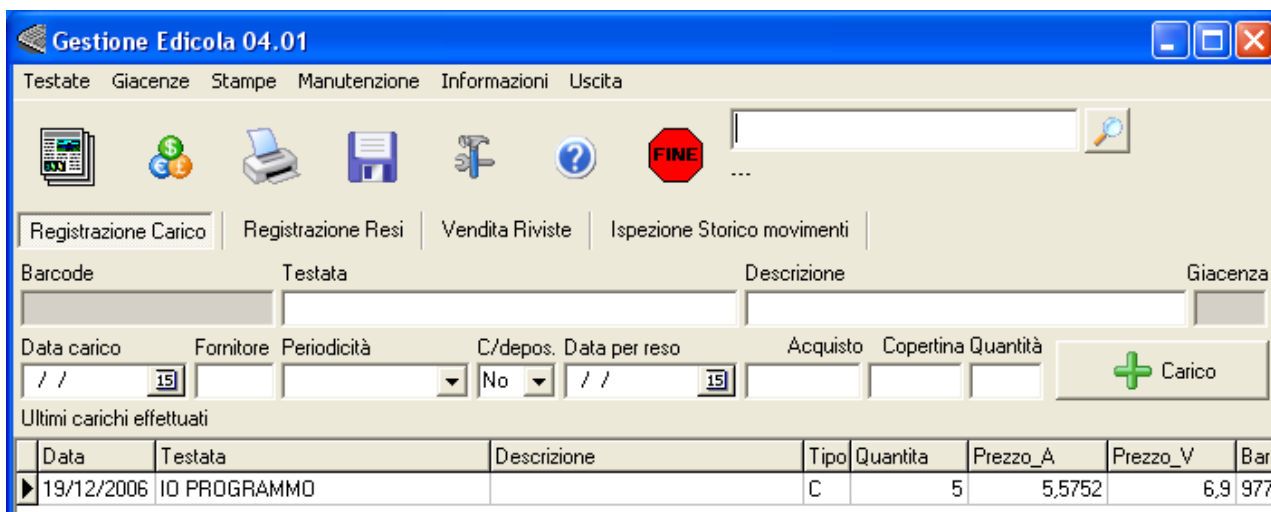 Gestione Edicola 04.01
Testate Giacenze Stampe Manutenzione Informazioni Uscita
FINE
...
Registrazione Carico Registrazione Resi Vendita Riviste Ispezione Storico movimenti
Barcode Testata Descrizione Giacenza
Data carico Fornitore Periodicità C/depos. Data per reso Acquisto Copertina Quantità
/ / 15 No / / 15 Carico
Ultimi carichi effettuati
Data Testata Descrizione Tipo Quantita Prezzo_A Prezzo_V Bar
19/12/2006 IO PROGRAMMO C 5 5,5752 6,9 977